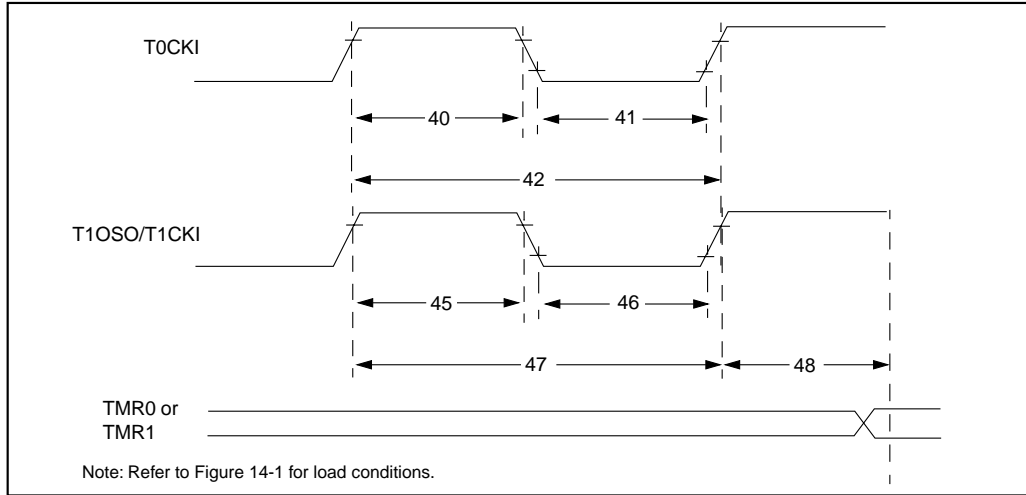 T0CKI
40
41
42
T1OSO/T1CKI
45
46
47
48
TMR0 or
TMR1
Note: Refer to Figure 14-1 for load conditions.